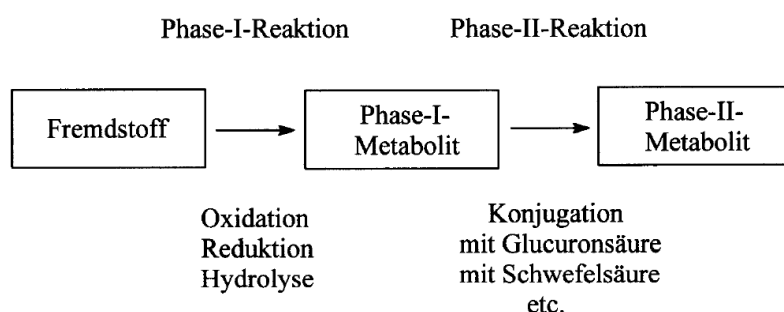 Phase-I-Reaktion Phase-II-Reaktion
Fremdstoff
Phase-I-
Metabolit
Phase-II-
Metabolit
Oxidation
Reduktion
Hydrolyse
Konjugation
mit Glucuronsäure
mit Schwefelsäure
etc.